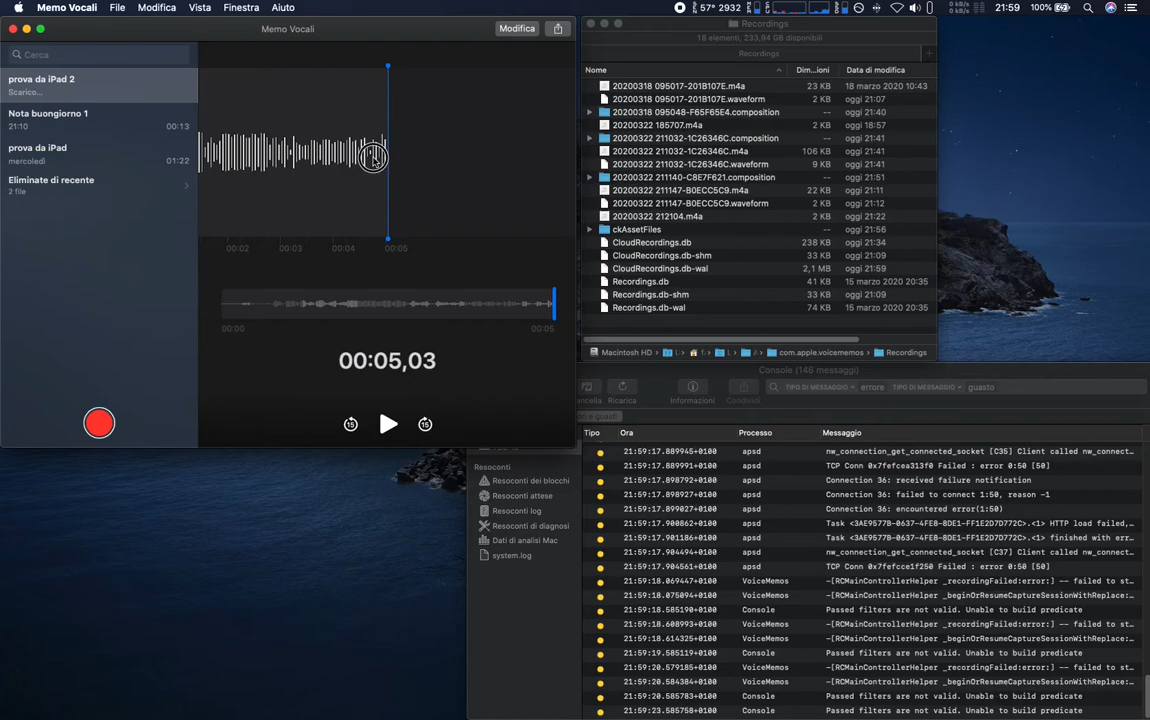 Memo Vocali File Modifica Vista Finestra Aiuto
57° 2932
0 kB/s
0 kB/s
21:59 100%
Memo Vocali
Modifica
Cerca
prova da iPad 2
Scarico...
Nota buongiorno 1
21:10 00:13
prova da iPad
mercoledì 01:22
Eliminate di recente
2 file
00:02 00:03 00:04 00:05
00:00 00:05
00:05,03
15 15
Recordings
18 elementi, 233,94 GB disponibili
Recordings
Nome Dim...ioni Data di modifica
20200318 095017-201B107E.m4a 23 KB 18 marzo 2020 10:43
20200318 095017-201B107E.waveform 2 KB oggi 21:07
20200318 095048-F65F65E4.composition -- oggi 21:40
20200322 185707.m4a 2 KB oggi 18:57
20200322 211032-1C26346C.composition -- oggi 21:41
20200322 211032-1C26346C.m4a 106 KB oggi 21:41
20200322 211032-1C26346C.waveform 9 KB oggi 21:41
20200322 211140-C8E7F621.composition -- oggi 21:51
20200322 211147-B0ECC5C9.m4a 2 KB oggi 21:11
20200322 211147-B0ECC5C9.waveform 2 KB oggi 21:12
20200322 212104.m4a 2 KB oggi 21:22
ckAssetFiles -- oggi 21:56
CloudRecordings.db 238 KB oggi 21:34
CloudRecordings.db-shm 33 KB oggi 21:09
CloudRecordings.db-wal 2,1 MB oggi 21:59
Recordings.db 41 KB 15 marzo 2020 20:35
Recordings.db-shm 33 KB oggi 21:09
Recordings.db-wal 74 KB 15 marzo 2020 20:35
Macintosh HD com.apple.voicememos Recordings
Console (146 messaggi)
TIPO DI MESSAGGIO errore TIPO DI MESSAGGIO guasto
ancella Ricarica Informazioni Condividi
ori e guasti
Tipo Ora Processo Messaggio
21:59:17.889945+0100 apsd nw_connection_get_connected_socket [C35] Client called nw_connect...
21:59:17.890449+0100 apsd TCP Conn 0x7fefcea313f0 Failed : error 0:50 [50]
21:59:17.898792+0100 apsd Connection 36: received failure notification
21:59:17.898927+0100 apsd Connection 36: failed to connect 1:50, reason -1
21:59:17.899027+0100 apsd Connection 36: encountered error(1:50)
21:59:17.900862+0100 apsd Task <3AE9577B-0637-4FE8-8DE1-FF1E2D7D772C>.<1> HTTP load failed,...
21:59:17.901186+0100 apsd Task <3AE9577B-0637-4FE8-8DE1-FF1E2D7D772C>.<1> finished with err...
21:59:17.904494+0100 apsd nw_connection_get_connected_socket [C37] Client called nw_connect...
21:59:17.904561+0100 apsd TCP Conn 0x7fefcce1f250 Failed : error 0:50 [50]
21:59:18.069447+0100 VoiceMemos -[RCMainControllerHelper _recordingFailed:error:] -- failed to st...
21:59:18.075094+0100 VoiceMemos -[RCMainControllerHelper _beginOrResumeCaptureSessionWithReplace:...
21:59:18.585190+0100 Console Passed filters are not valid. Unable to build predicate
21:59:18.608993+0100 VoiceMemos -[RCMainControllerHelper _recordingFailed:error:] -- failed to st...
21:59:18.614325+0100 VoiceMemos -[RCMainControllerHelper _beginOrResumeCaptureSessionWithReplace:...
21:59:19.585119+0100 Console Passed filters are not valid. Unable to build predicate
21:59:20.579185+0100 VoiceMemos -[RCMainControllerHelper _recordingFailed:error:] -- failed to st...
21:59:20.584384+0100 VoiceMemos -[RCMainControllerHelper _beginOrResumeCaptureSessionWithReplace:...
21:59:20.585783+0100 Console Passed filters are not valid. Unable to build predicate
21:59:23.585758+0100 Console Passed filters are not valid. Unable to build predicate
Resoconti
Resoconti dei blocchi
Resoconti attese
Resoconti log
Resoconti di diagnosi
Dati di analisi Mac
system.log